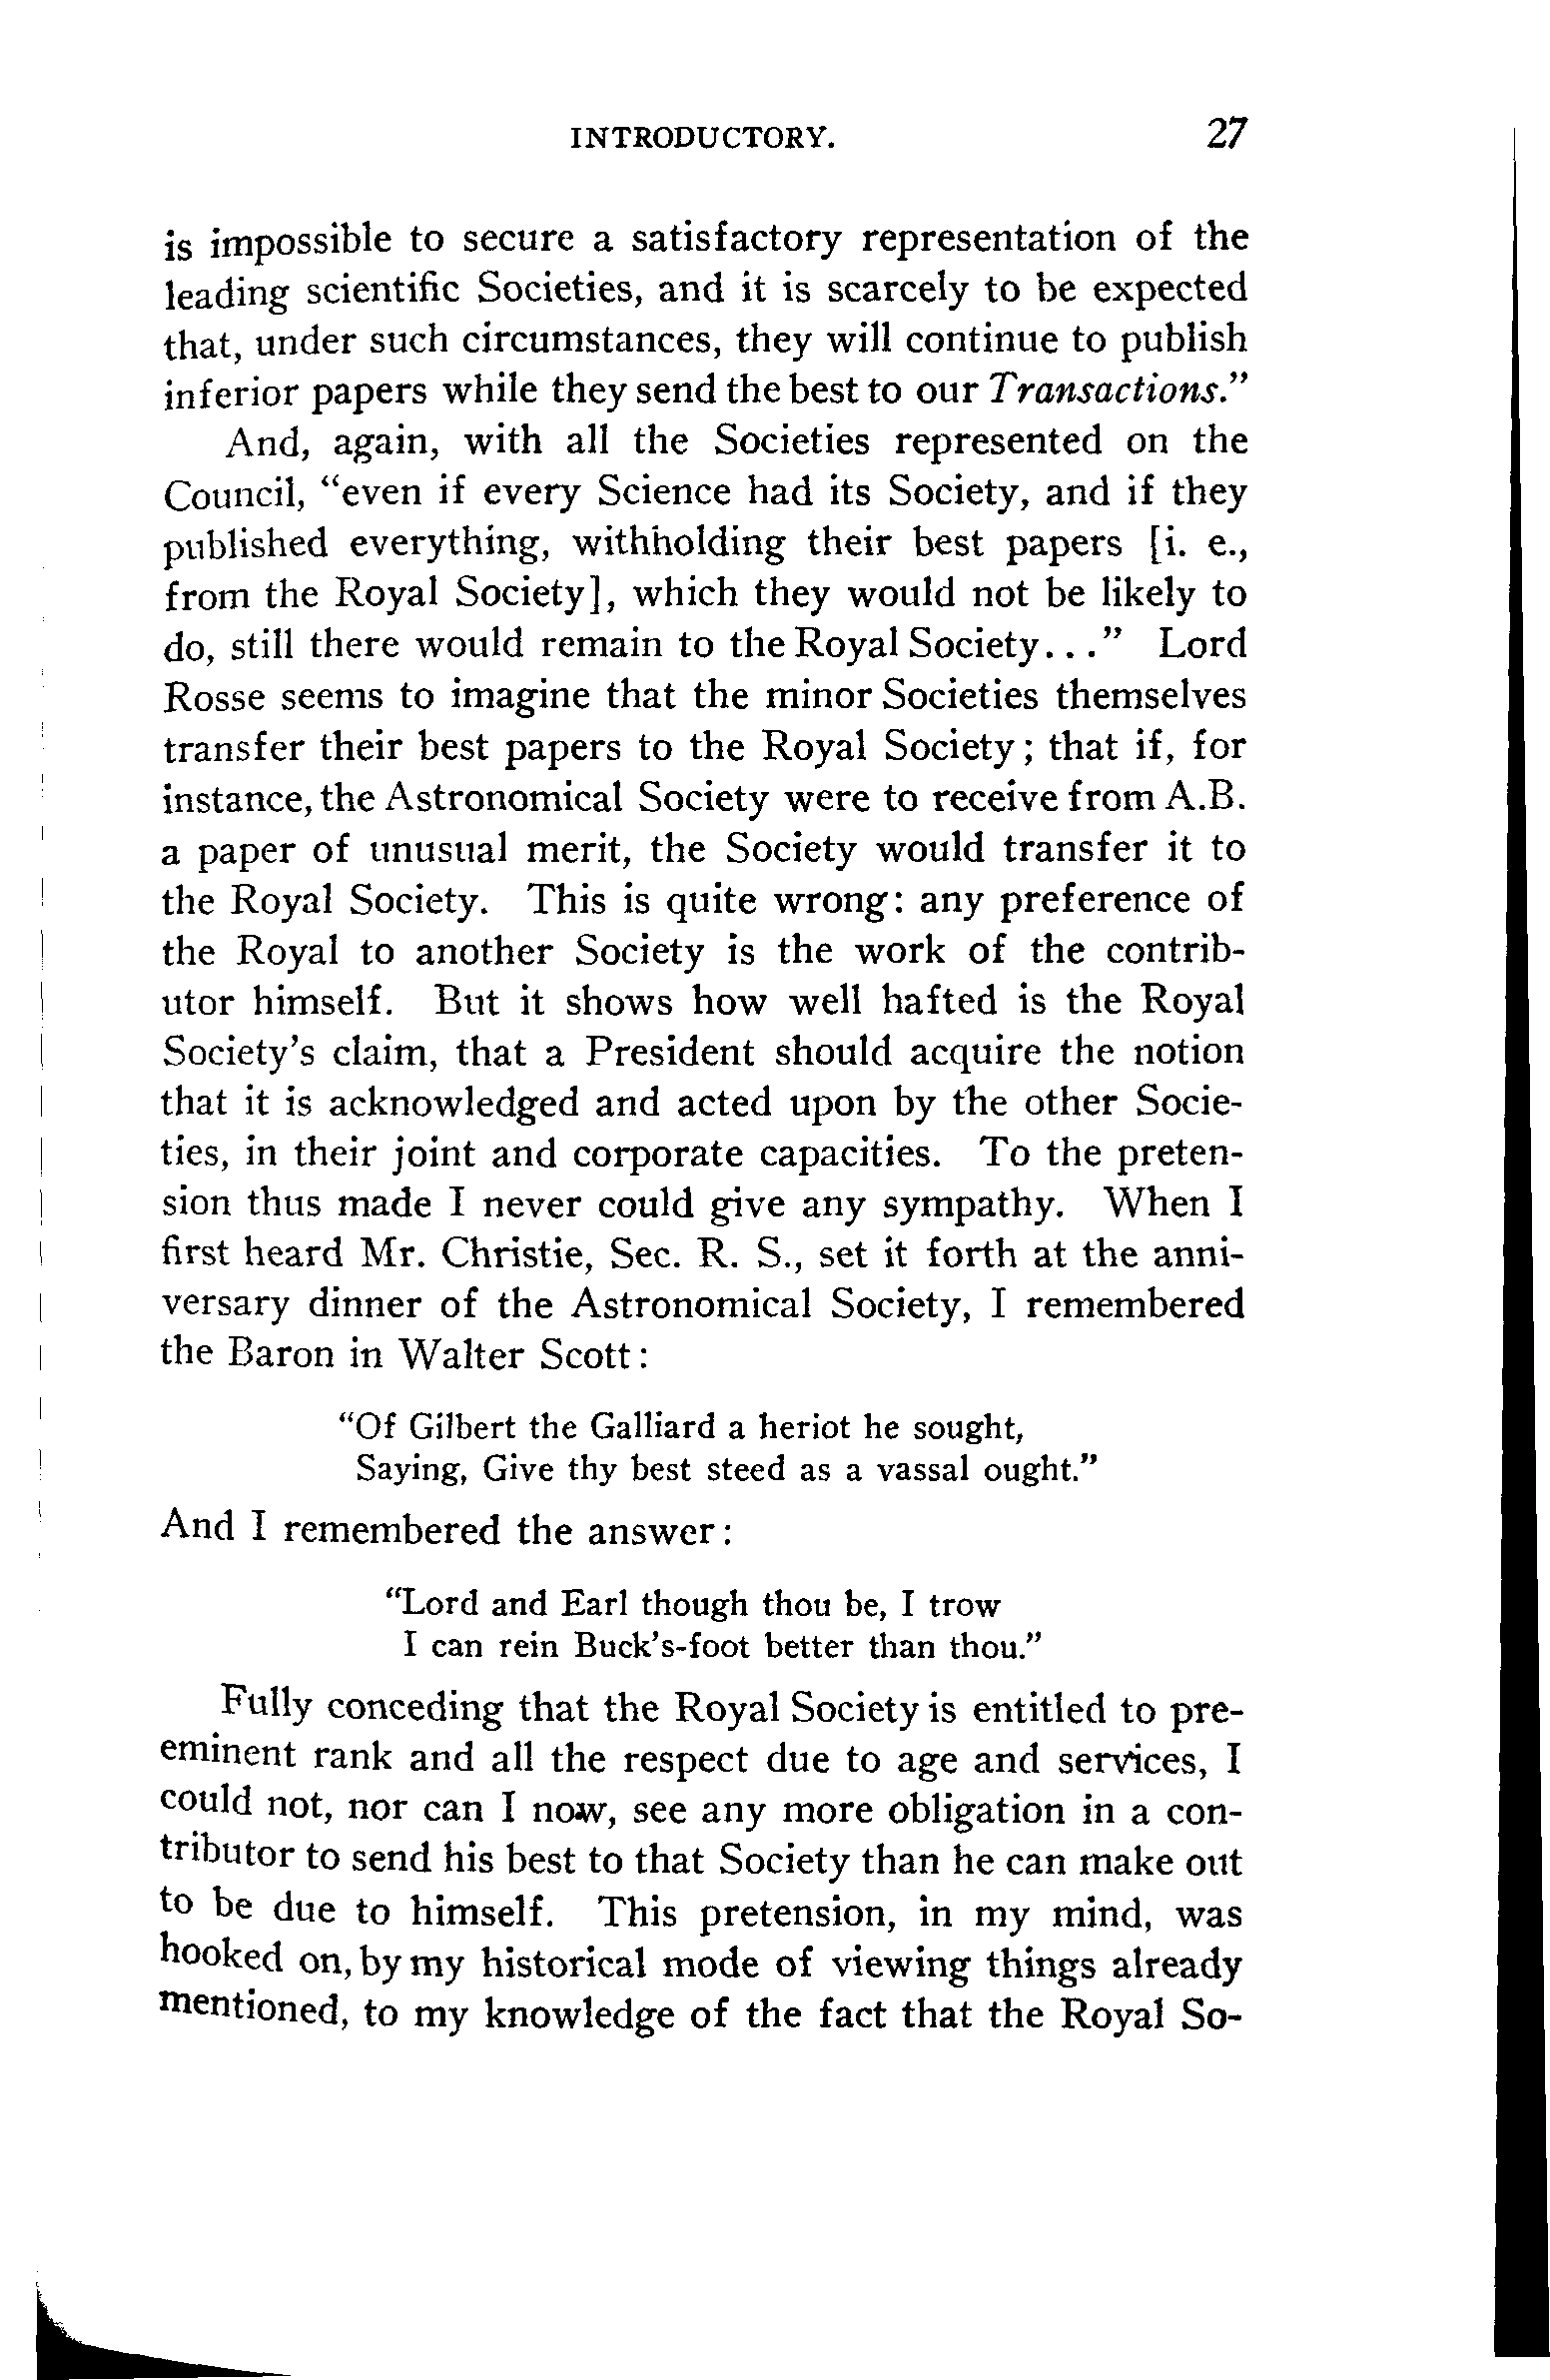 INTRODUCTORY. 27
is impossible to secure a satisfactory representation of the
leading scientific Societies, and it is scarcely to be expected
that, under such circumstances, they will continue to publish
inferior papers while they send the best to our Transactions."
And, again, with all the Societies represented on the
Council, "even if every Science had its Society, and if they
published everything, withholding their best papers [i. e.,
from the Royal Society], which they would not be likely to
do, still there would remain to the Royal Society..." Lord
Rosse seems to imagine that the minor Societies themselves
transfer their best papers to the Royal Society; that if, for
instance, the Astronomical Society were to receive from A.B.
a paper of unusual merit, the Society would transfer it to
the Royal Society. This is quite wrong: any preference of
the Royal to another Society is the work of the contrib-
utor himself. But it shows how well hafted is the Royal
Society's claim, that a President should acquire the notion
that it is acknowledged and acted upon by the other Socie-
ties, in their joint and corporate capacities. To the preten-
sion thus made I never could give any sympathy. When I
first heard Mr. Christie, Sec. R. S., set it forth at the anni-
versary dinner of the Astronomical Society, I remembered
the Baron in Walter Scott:
"Of Gilbert the Galliard a heriot he sought,
Saying, Give thy best steed as a vassal ought."
And I remembered the answer:
"Lord and Earl though thou be, I trow
I can rein Buck's-foot better than thou."
Fully conceding that the Royal Society is entitled to pre-
eminent rank and all the respect due to age and services, I
could not, nor can I now, see any more obligation in a con-
tributor to send his best to that Society than he can make out
to be due to himself. This pretension, in my mind, was
hooked on, by my historical mode of viewing things already
mentioned, to my knowledge of the fact that the Royal So-